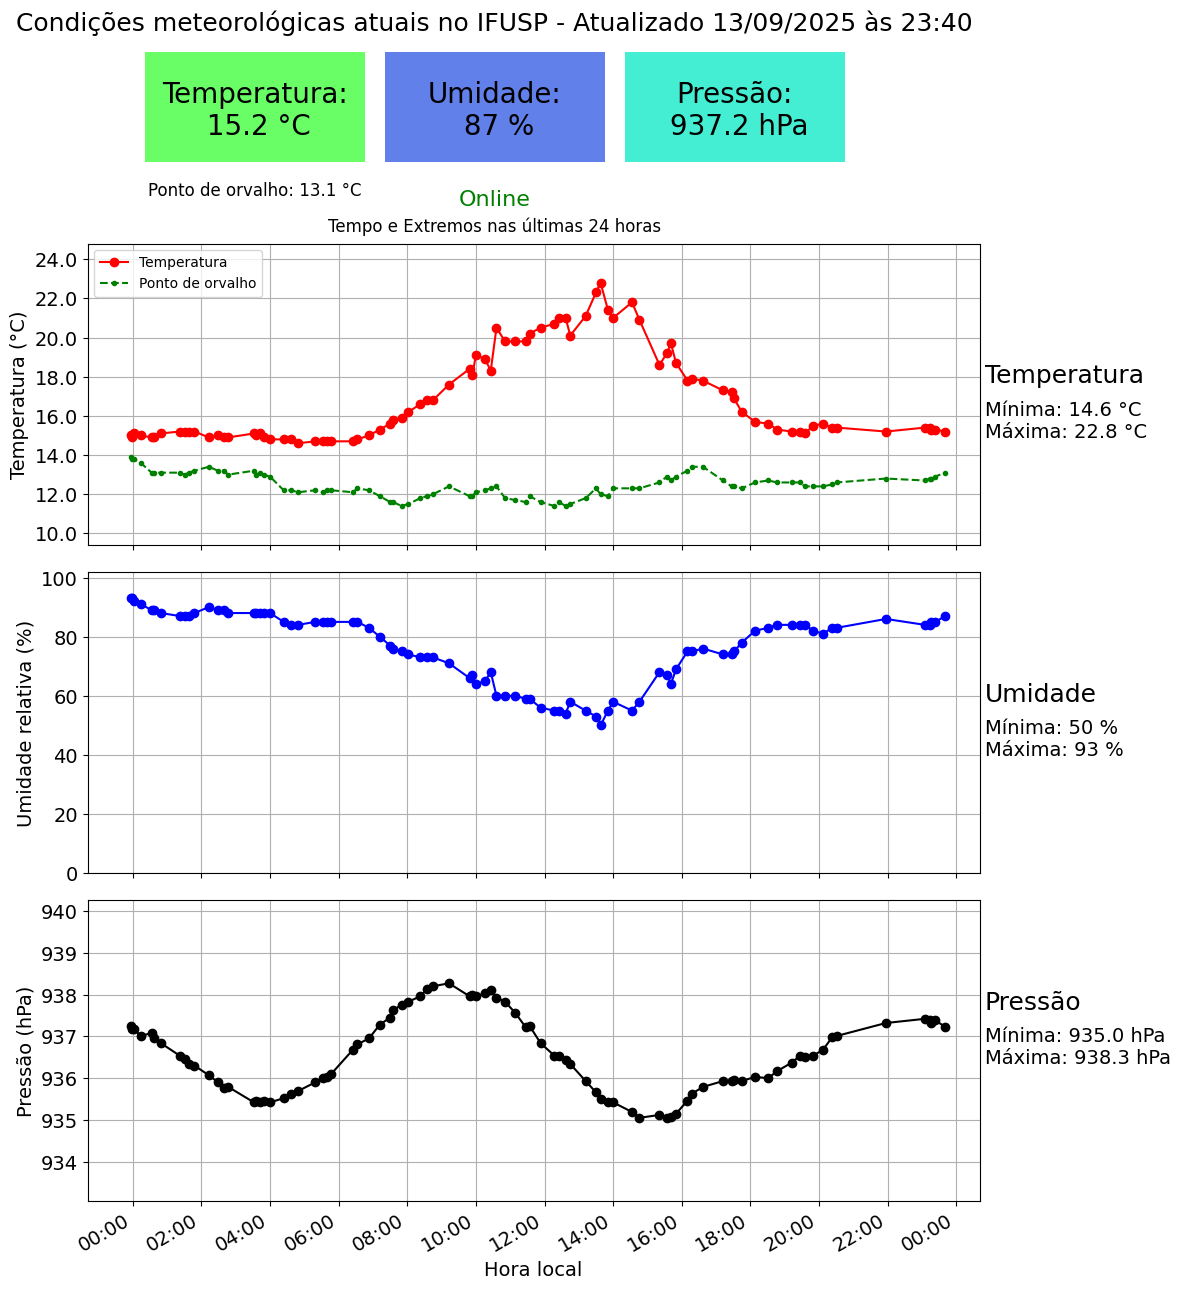 Condições meteorológicas atuais no IFUSP - Atualizado 13/09/2025 às 23:40
Temperatura:
15.2 °C
Umidade:
87 %
Pressão:
937.2 hPa
Ponto de orvalho: 13.1 °C
Online
Tempo e Extremos nas últimas 24 horas
Temperatura
Ponto de orvalho
Temperatura (°C)
24.0
22.0
20.0
18.0
16.0
14.0
12.0
10.0
Temperatura
Mínima: 14.6 °C
Máxima: 22.8 °C
Umidade relativa (%)
100
80
60
40
20
0
Umidade
Mínima: 50 %
Máxima: 93 %
Pressão (hPa)
940
939
938
937
936
935
934
Pressão
Mínima: 935.0 hPa
Máxima: 938.3 hPa
00:00 02:00 04:00 06:00 08:00 10:00 12:00 14:00 16:00 18:00 20:00 22:00 00:00
Hora local